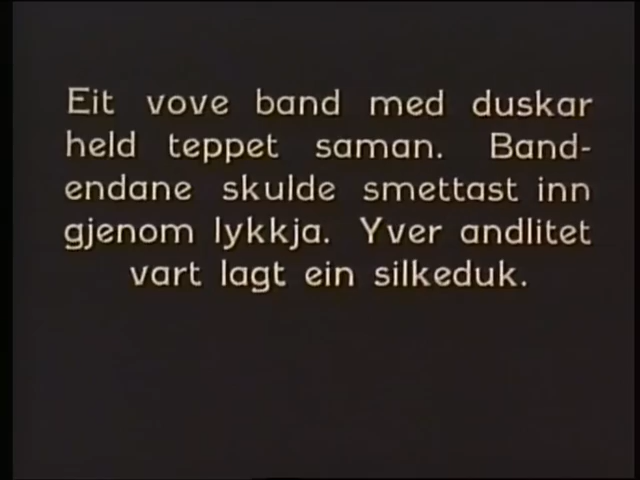 Eit vove band med duskar
held teppet saman. Band-
endane skulde smettast inn
gjenom lykkja. Yver andlitet
vart lagt ein silkeduk.